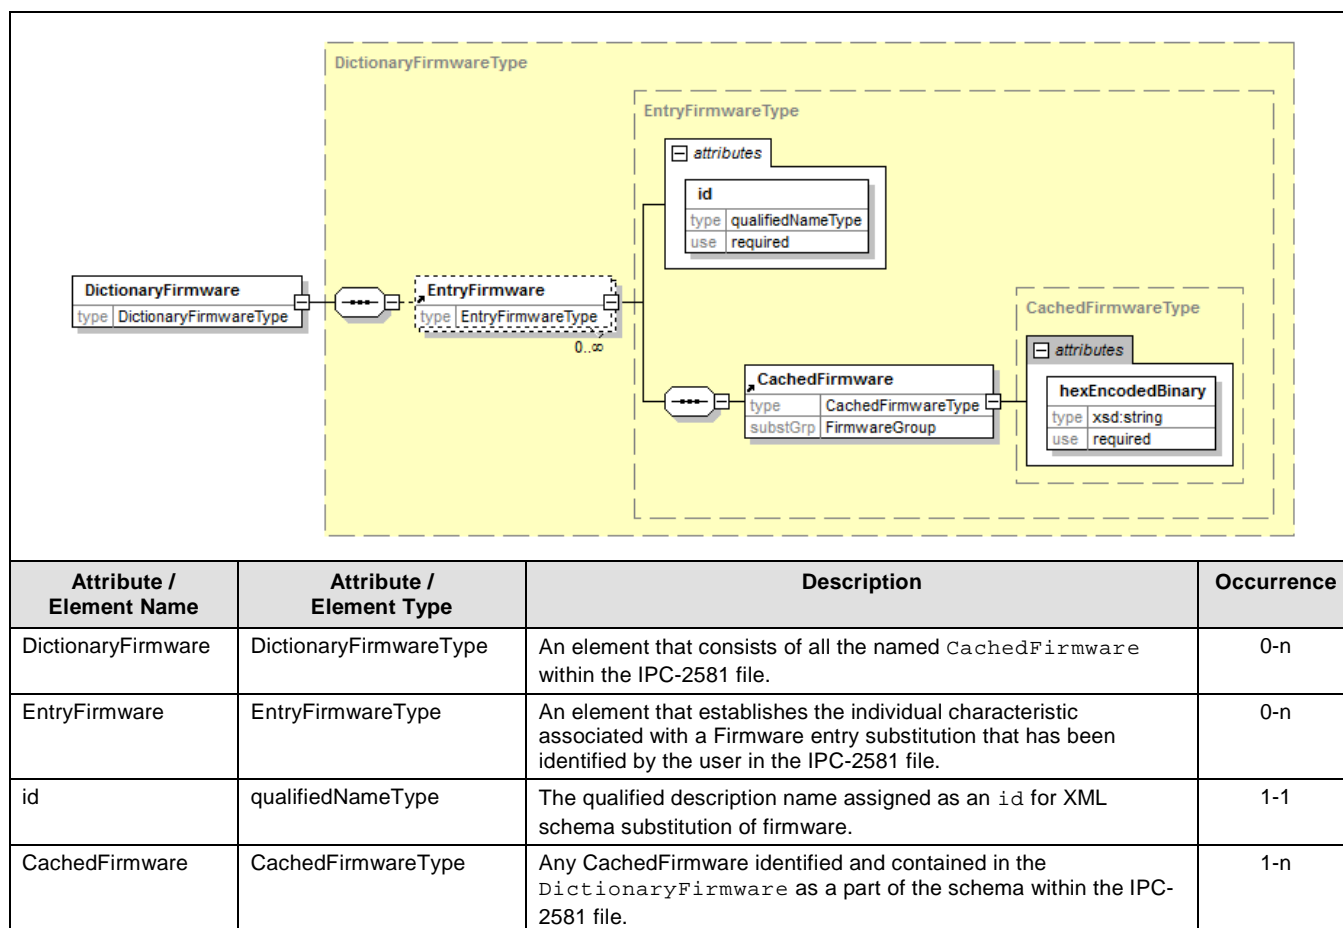 DictionaryFirmwareType
EntryFirmwareType
attributes
id
type qualifiedNameType
use required
DictionaryFirmware
type DictionaryFirmwareType
EntryFirmware
type EntryFirmwareType
0..∞
CachedFirmwareType
attributes
hexEncodedBinary
type xsd:string
use required
CachedFirmware
type CachedFirmwareType
substGrp FirmwareGroup
Attribute / Element Name
Attribute / Element Type
Description
Occurrence
DictionaryFirmware DictionaryFirmwareType An element that consists of all the named CachedFirmware 0-n
within the IPC-2581 file.
EntryFirmware EntryFirmwareType An element that establishes the individual characteristic 0-n
associated with a Firmware entry substitution that has been
identified by the user in the IPC-2581 file.
id qualifiedNameType The qualified description name assigned as an id for XML 1-1
schema substitution of firmware.
CachedFirmware CachedFirmwareType Any CachedFirmware identified and contained in the 1-n
DictionaryFirmware as a part of the schema within the IPC-
2581 file.